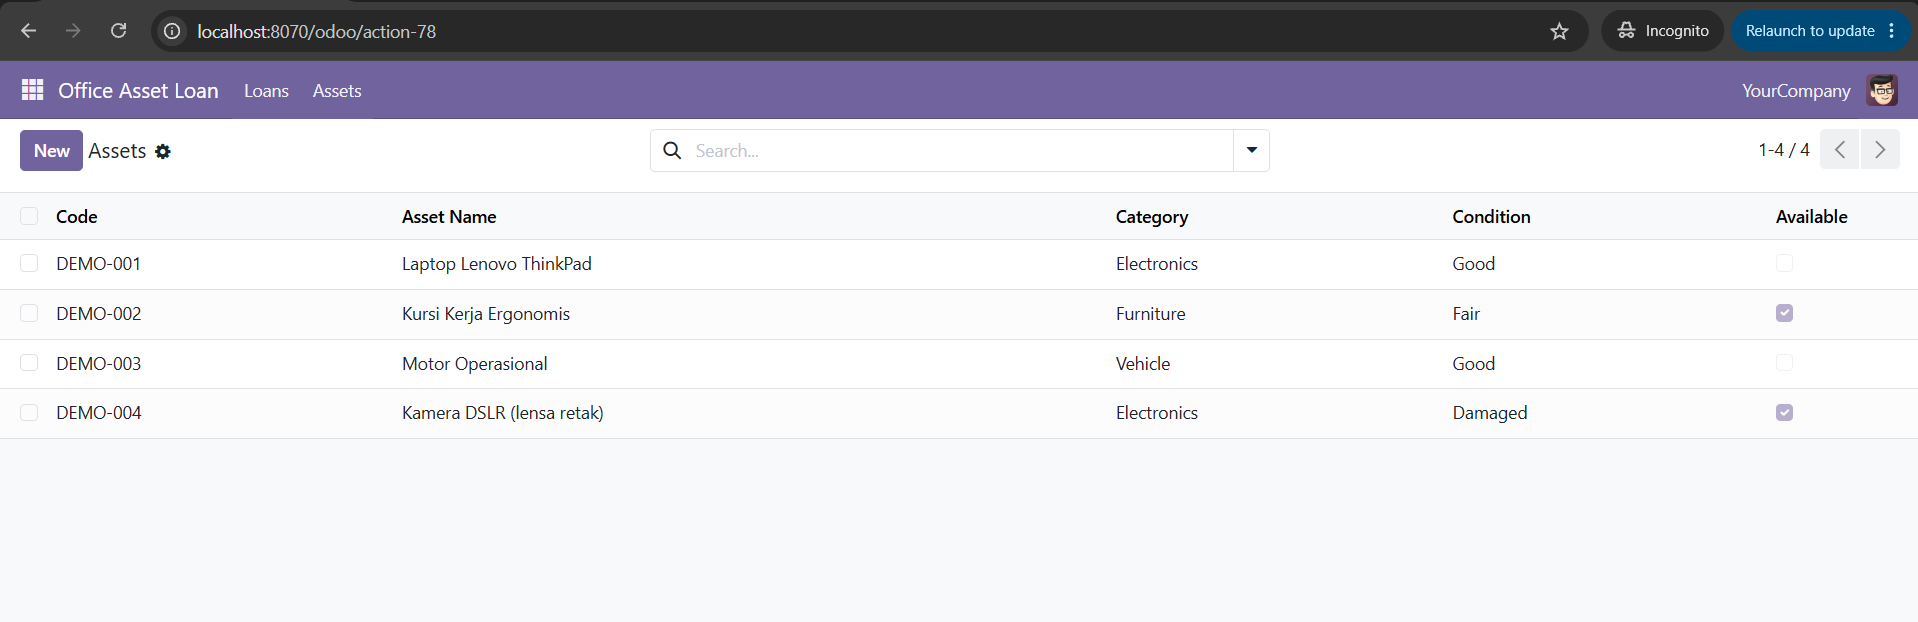 localhost:8070/odoo/action-78
Incognito
Relaunch to update
Office Asset Loan Loans Assets YourCompany
New Assets Search... 1-4 / 4
Code Asset Name Category Condition Available
DEMO-001 Laptop Lenovo ThinkPad Electronics Good
DEMO-002 Kursi Kerja Ergonomis Furniture Fair
DEMO-003 Motor Operasional Vehicle Good
DEMO-004 Kamera DSLR (lensa retak) Electronics Damaged